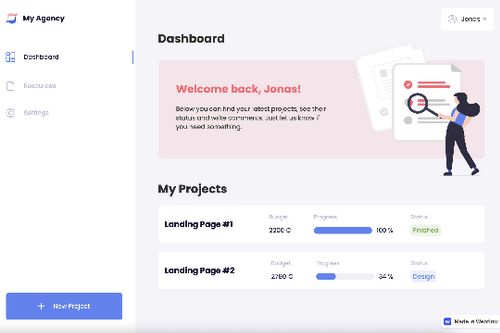 My Agency
Jonas
Dashboard
Dashboard
Resources
Settings
Welcome back, Jonas!
Below you can find your latest projects, see their
status and write comments. Just let us know if
you need something.
My Projects
Budget Progress Status
Landing Page #1 2200 € 100 % Finished
Budget Progress Status
Landing Page #2 2780 € 34 % Design
+ New Project
Made in Weweb